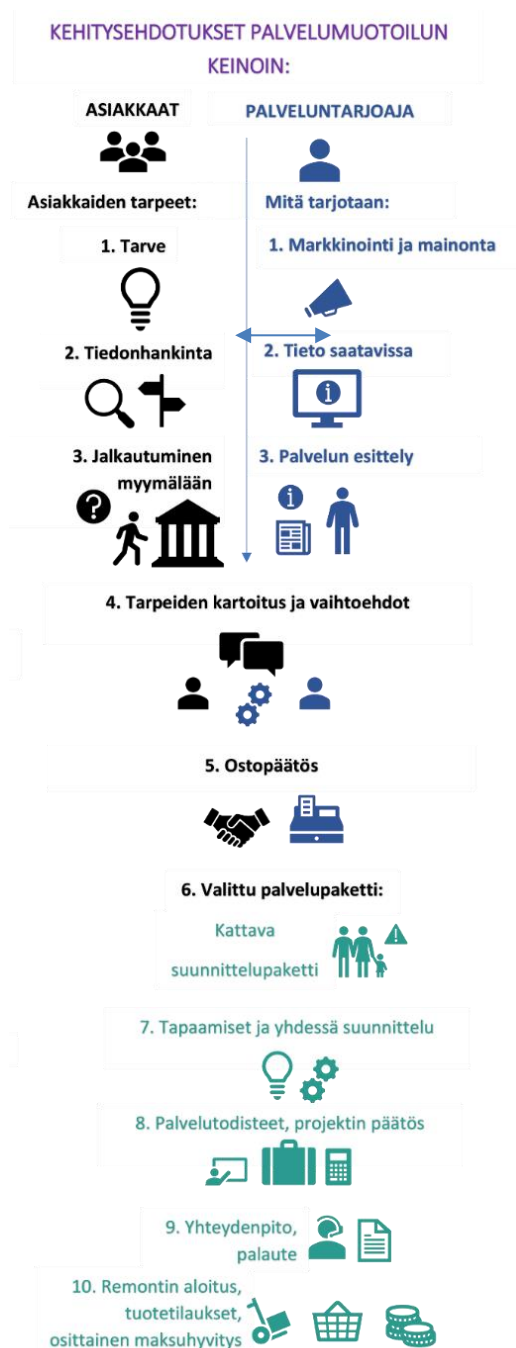 KEHITYSEHDOTUKSET PALVELUMUOTOILUN
KEINOIN:
ASIAKKAAT
PALVELUNTARJOAJA
Asiakkaiden tarpeet:
Mitä tarjotaan:
1. Tarve
1. Markkinointi ja mainonta
2. Tiedonhankinta
2. Tieto saatavissa
3. Jalkautuminen
myymälään
3. Palvelun esittely
4. Tarpeiden kartoitus ja vaihtoehdot
5. Ostopäätös
6. Valittu palvelupaketti:
Kattava
suunnittelupaketti
7. Tapaamiset ja yhdessä suunnittelu
8. Palvelutodisteet, projektin päätös
9. Yhteydenpito,
palaute
10. Remontin aloitus,
tuotetilaukset,
osittainen maksuhyvitys